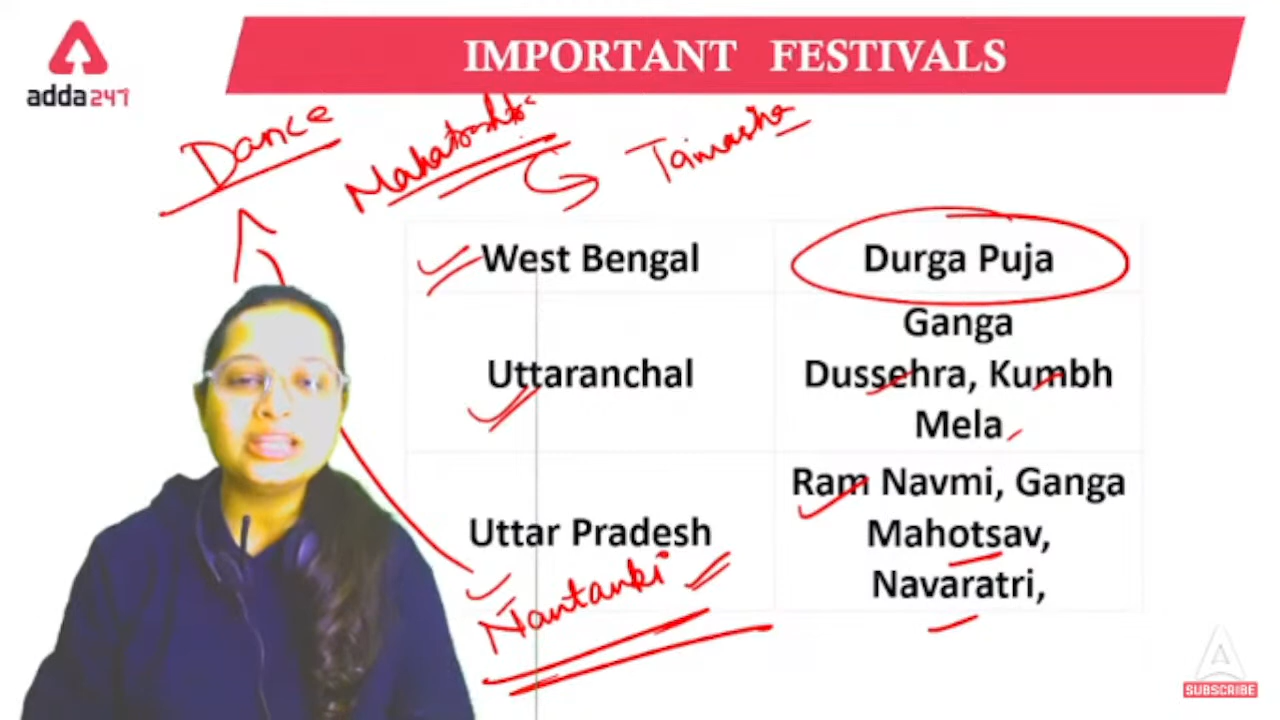 IMPORTANT FESTIVALS
adda247
Dance
Maharashtra
Tamasha
West Bengal
Durga Puja
Uttaranchal
Ganga
Dussehra, Kumbh
Mela
Uttar Pradesh
Ram Navmi, Ganga
Mahotsav,
Navaratri,
Nautanki
SUBSCRIBE